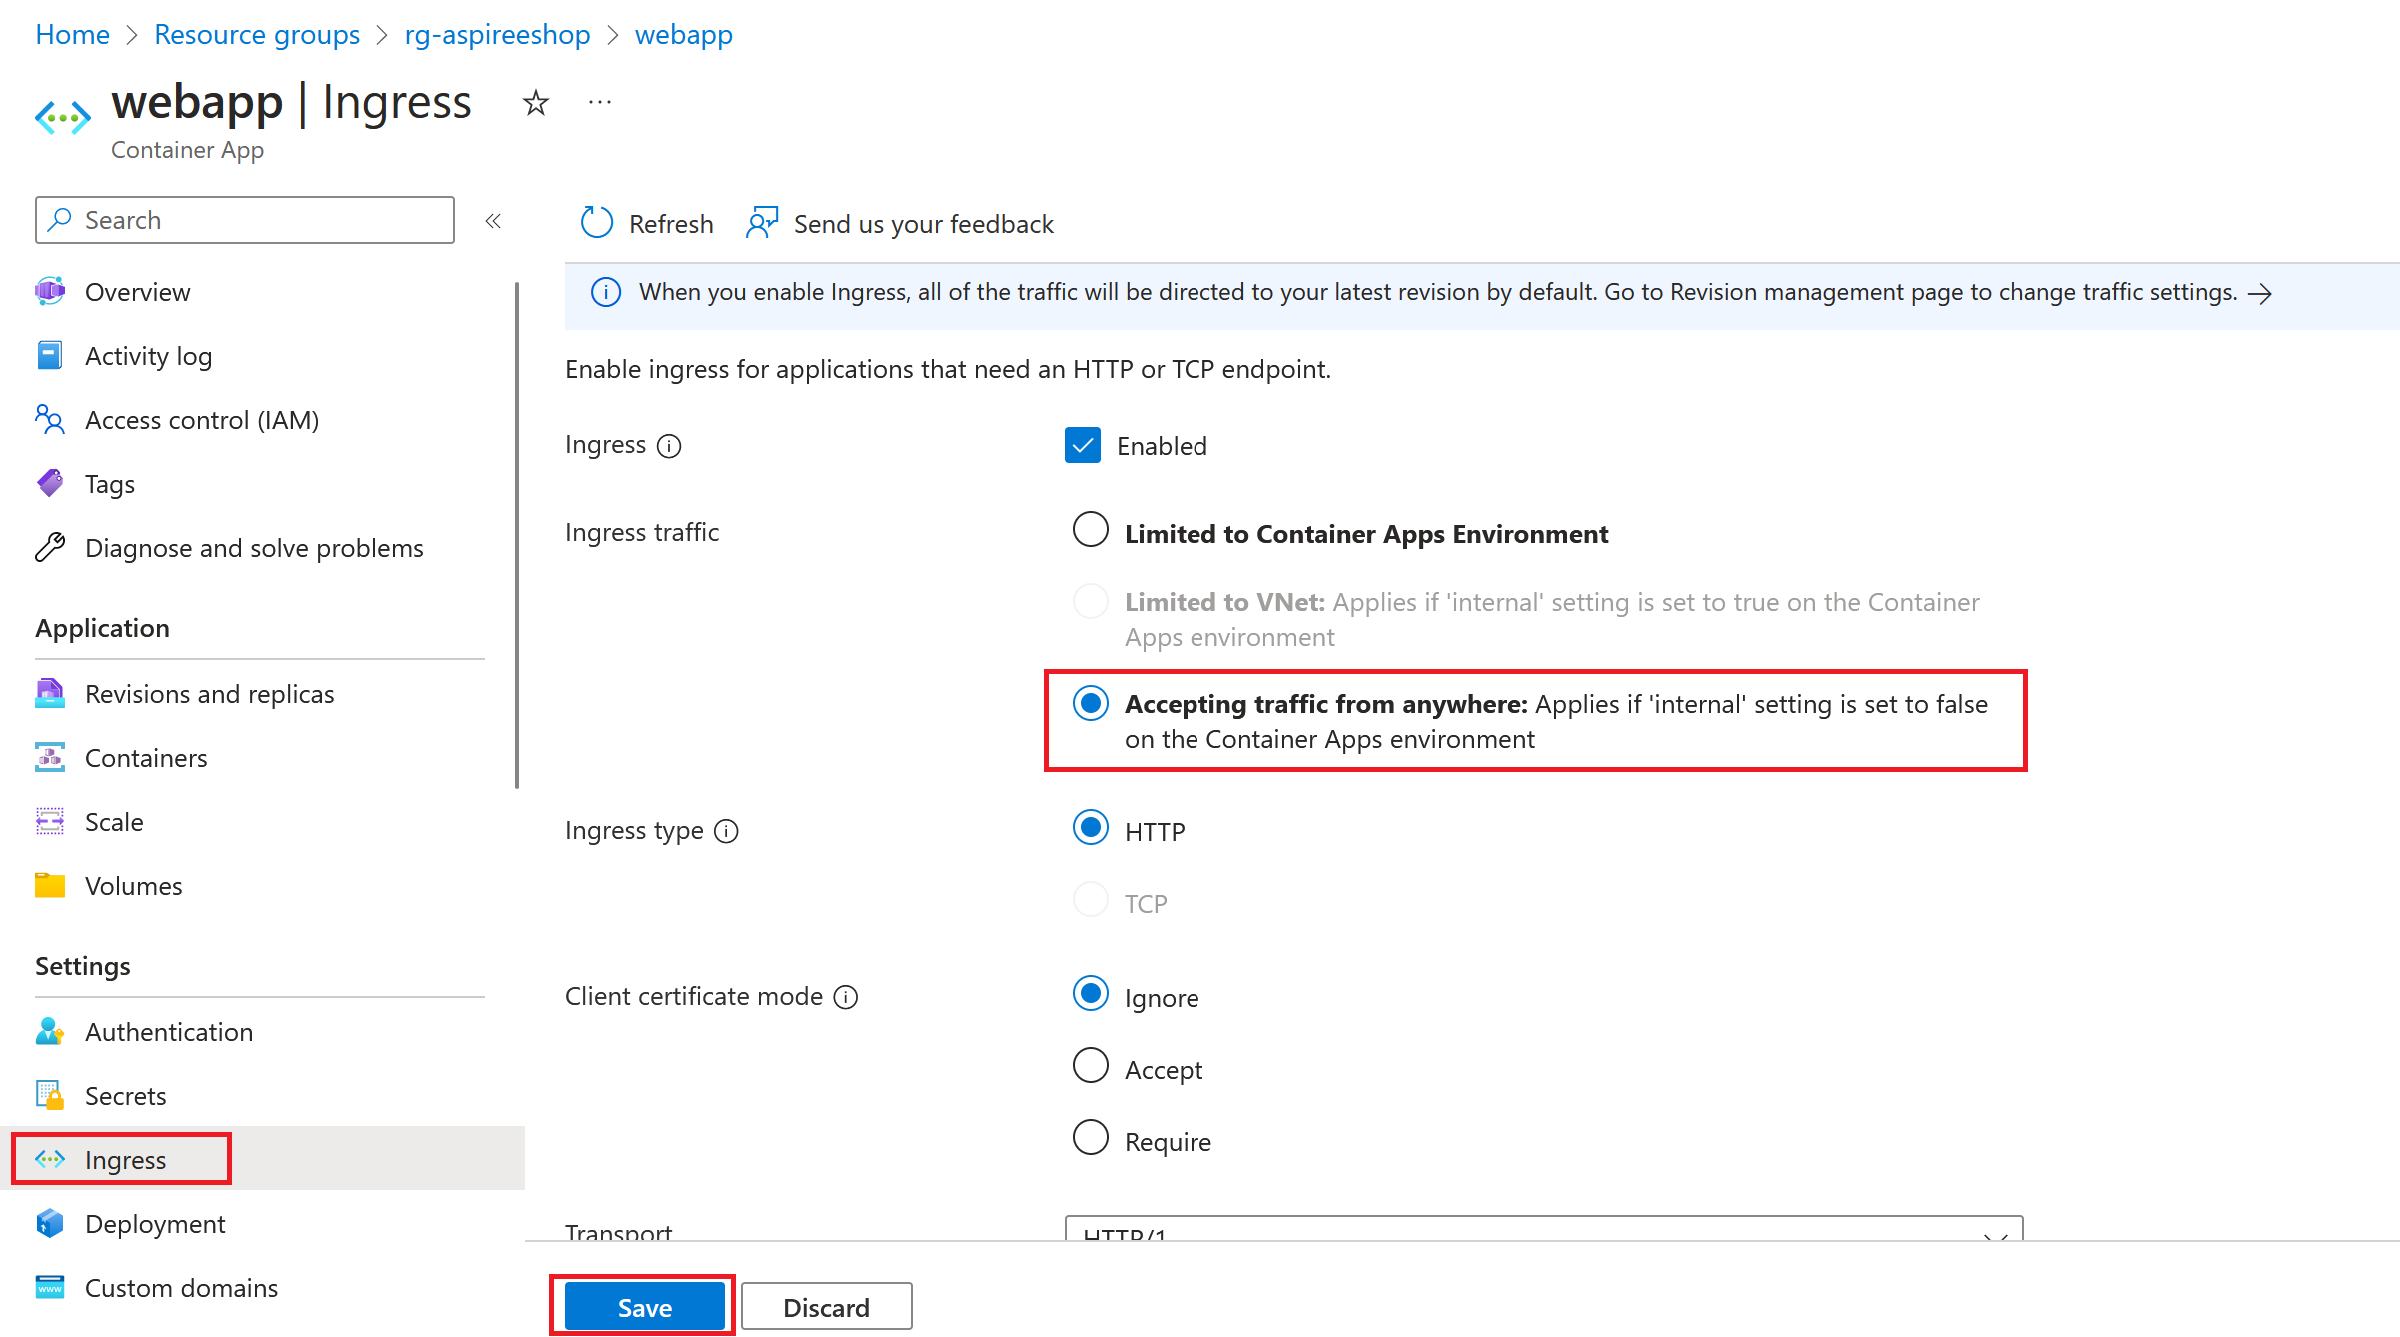 Home > Resource groups > rg-aspireeshop > webapp
webapp | Ingress ☆ ···
Container App
Search «
Overview
Activity log
Access control (IAM)
Tags
Diagnose and solve problems
Application
Revisions and replicas
Containers
Scale
Volumes
Settings
Authentication
Secrets
Ingress
Deployment
Custom domains
Refresh Send us your feedback
When you enable Ingress, all of the traffic will be directed to your latest revision by default. Go to Revision management page to change traffic settings. →
Enable ingress for applications that need an HTTP or TCP endpoint.
Ingress Enabled
Ingress traffic Limited to Container Apps Environment
Limited to VNet: Applies if 'internal' setting is set to true on the Container
Apps environment
Accepting traffic from anywhere: Applies if 'internal' setting is set to false
on the Container Apps environment
Ingress type HTTP
TCP
Client certificate mode Ignore
Accept
Require
Transport HTTP/1
Save Discard